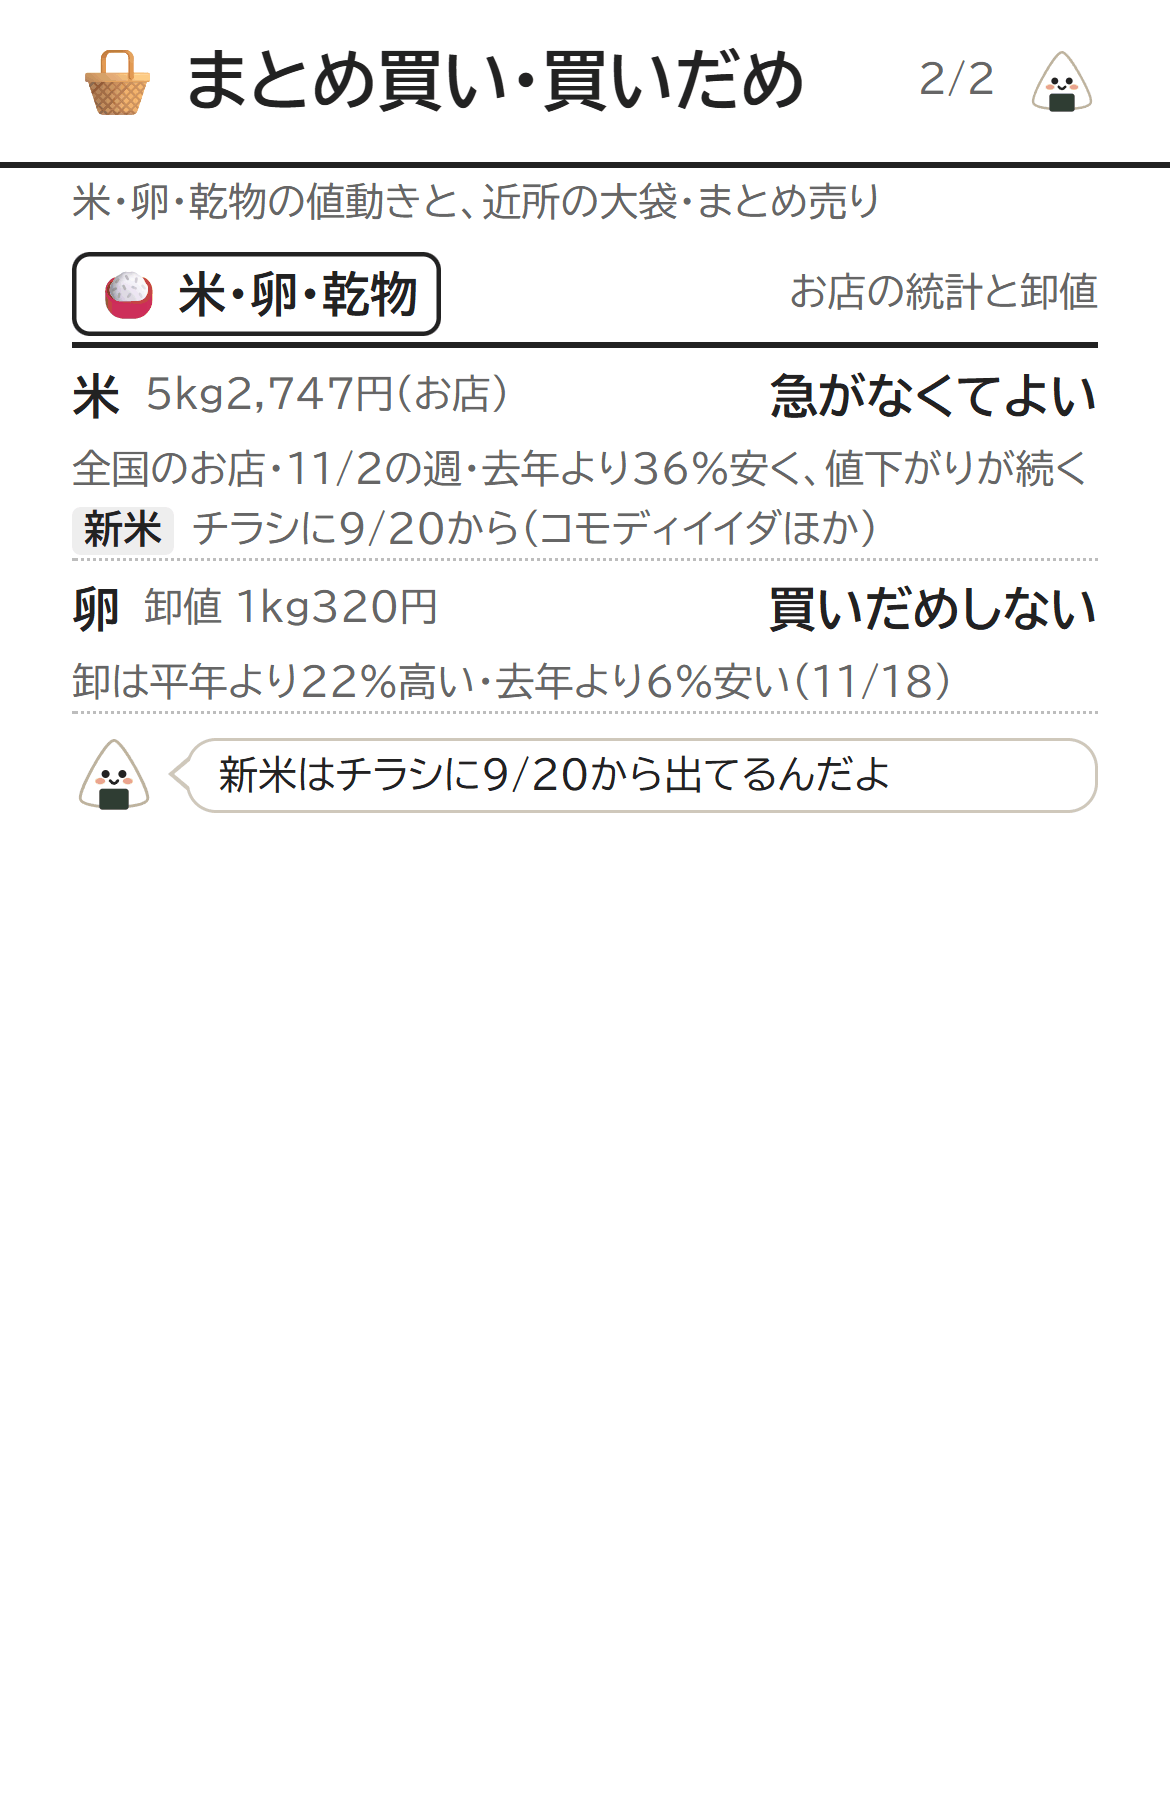 まとめ買い・買いだめ 2/2
米・卵・乾物の値動きと、近所の大袋・まとめ売り
米・卵・乾物 お店の統計と卸値
米 5kg2,747円(お店) 急がなくてよい
全国のお店・11/2の週・去年より36%安く、値下がりが続く
新米 チラシに9/20から(コモディイイダほか)
卵 卸値 1kg320円 買いだめしない
卸は平年より22%高い・去年より6%安い(11/18)
新米はチラシに9/20から出てるんだよ